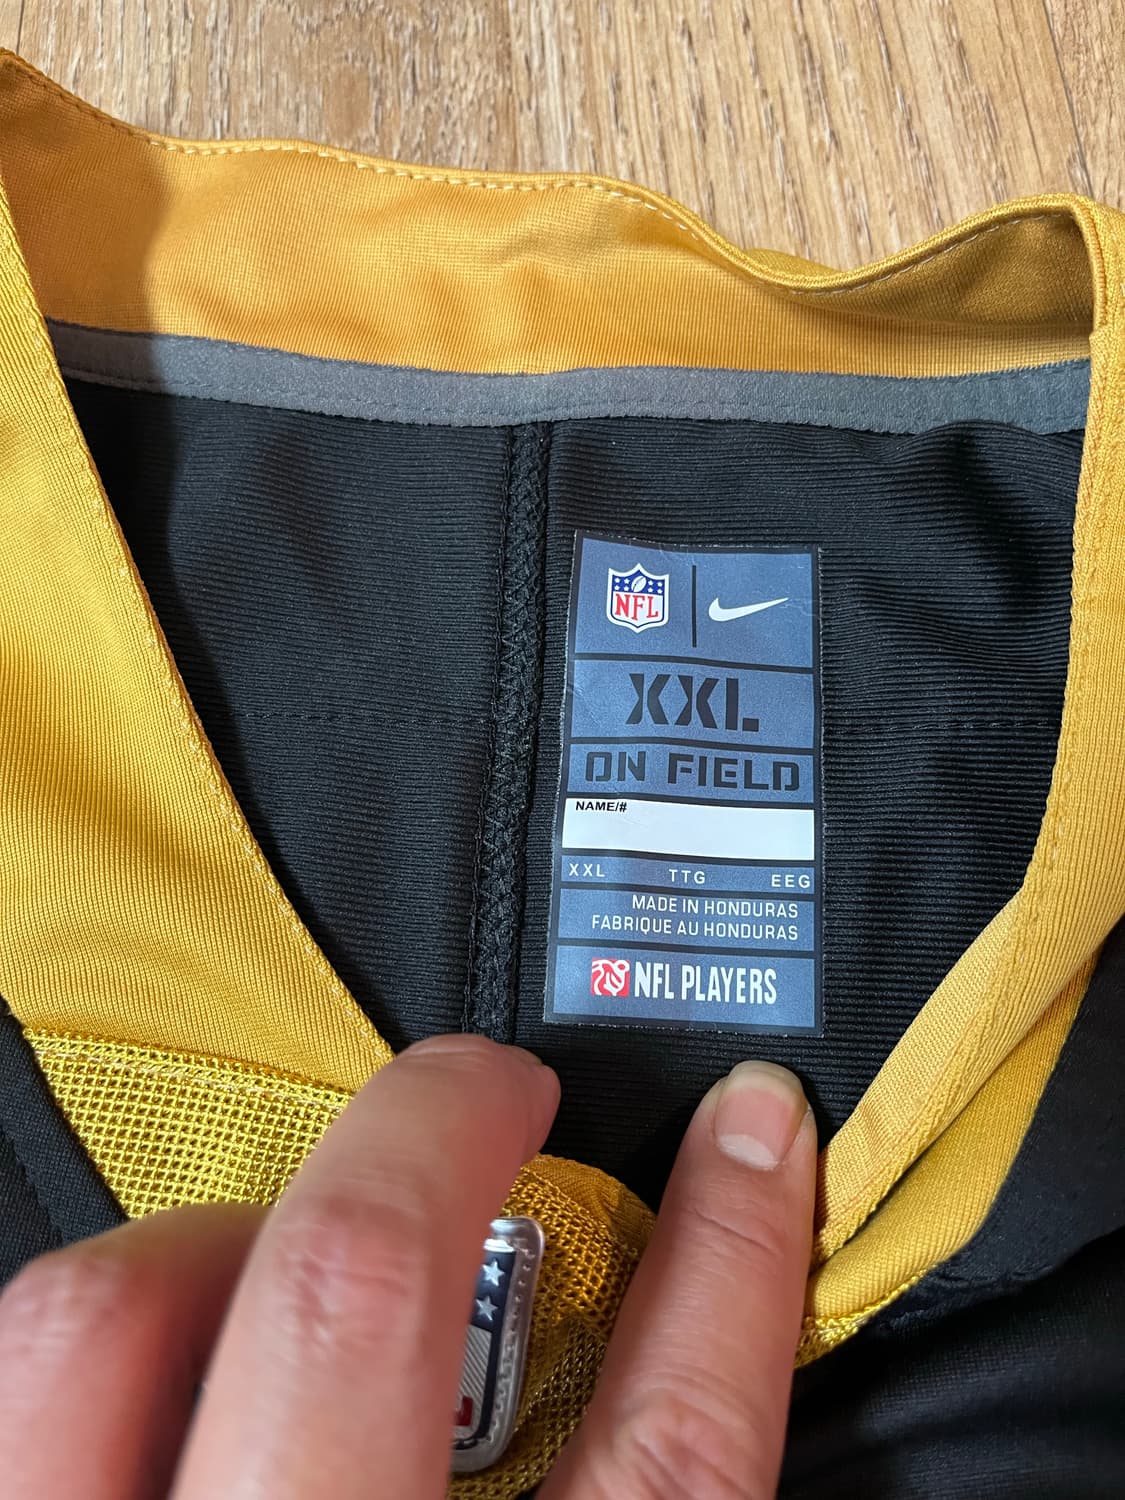 NFL
XXL
ON FIELD
NAME/#
XXL TTG EEG
MADE IN HONDURAS
FABRIQUE AU HONDURAS
NFL PLAYERS